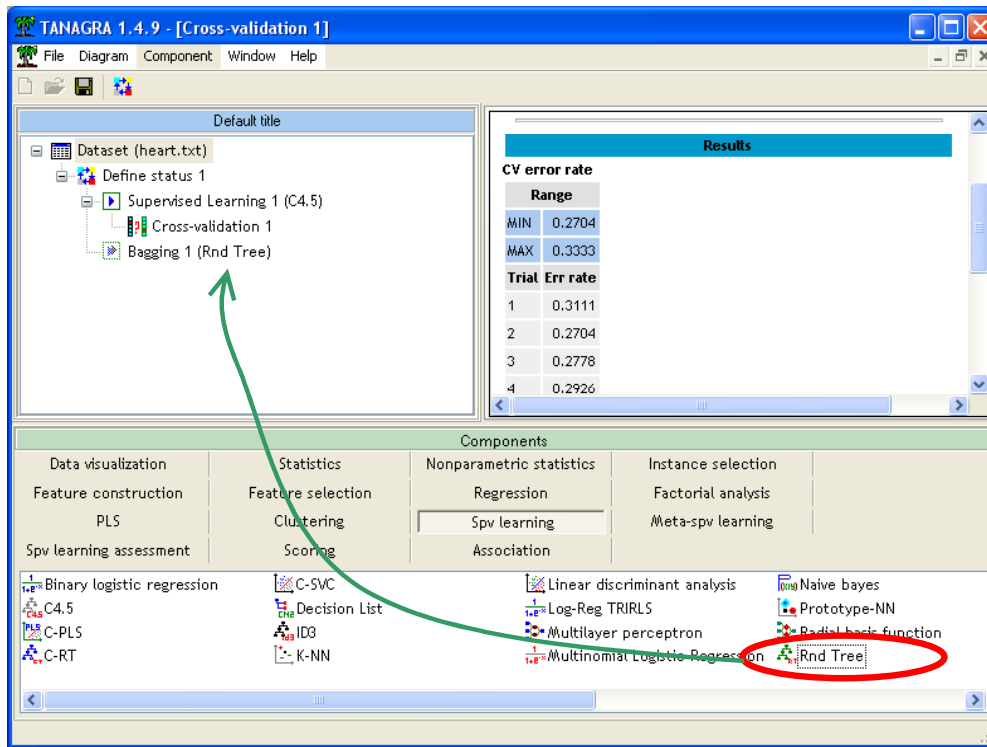 TANAGRA 1.4.9 - [Cross-validation 1]
File Diagram Component Window Help
Default title
Dataset (heart.txt)
Define status 1
Supervised Learning 1 (C4.5)
Cross-validation 1
Bagging 1 (Rnd Tree)
Results
CV error rate
Range
MIN 0.2704
MAX 0.3333
Trial Err rate
1 0.3111
2 0.2704
3 0.2778
4 0.2926
Components
Data visualization Statistics Nonparametric statistics Instance selection
Feature construction Feature selection Regression Factorial analysis
PLS Clustering Spv learning Meta-spv learning
Spv learning assessment Scoring Association
Binary logistic regression C-SVC Linear discriminant analysis Naive bayes
C4.5 Decision List Log-Reg TRIRLS Prototype-NN
C-PLS ID3 Multilayer perceptron Radial basis function
C-RT K-NN Multinomial Logistic Regression Rnd Tree